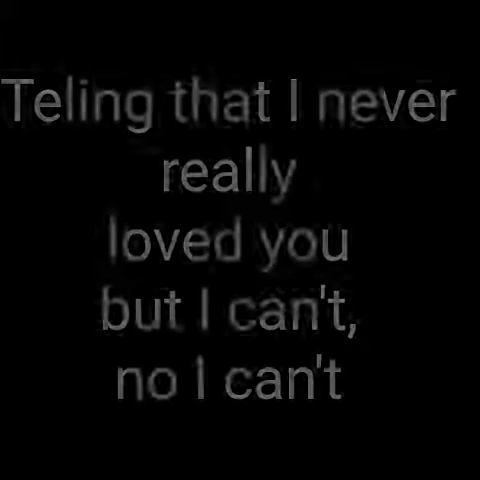 Teling that I never
really
loved you
but I can't,
no I can't